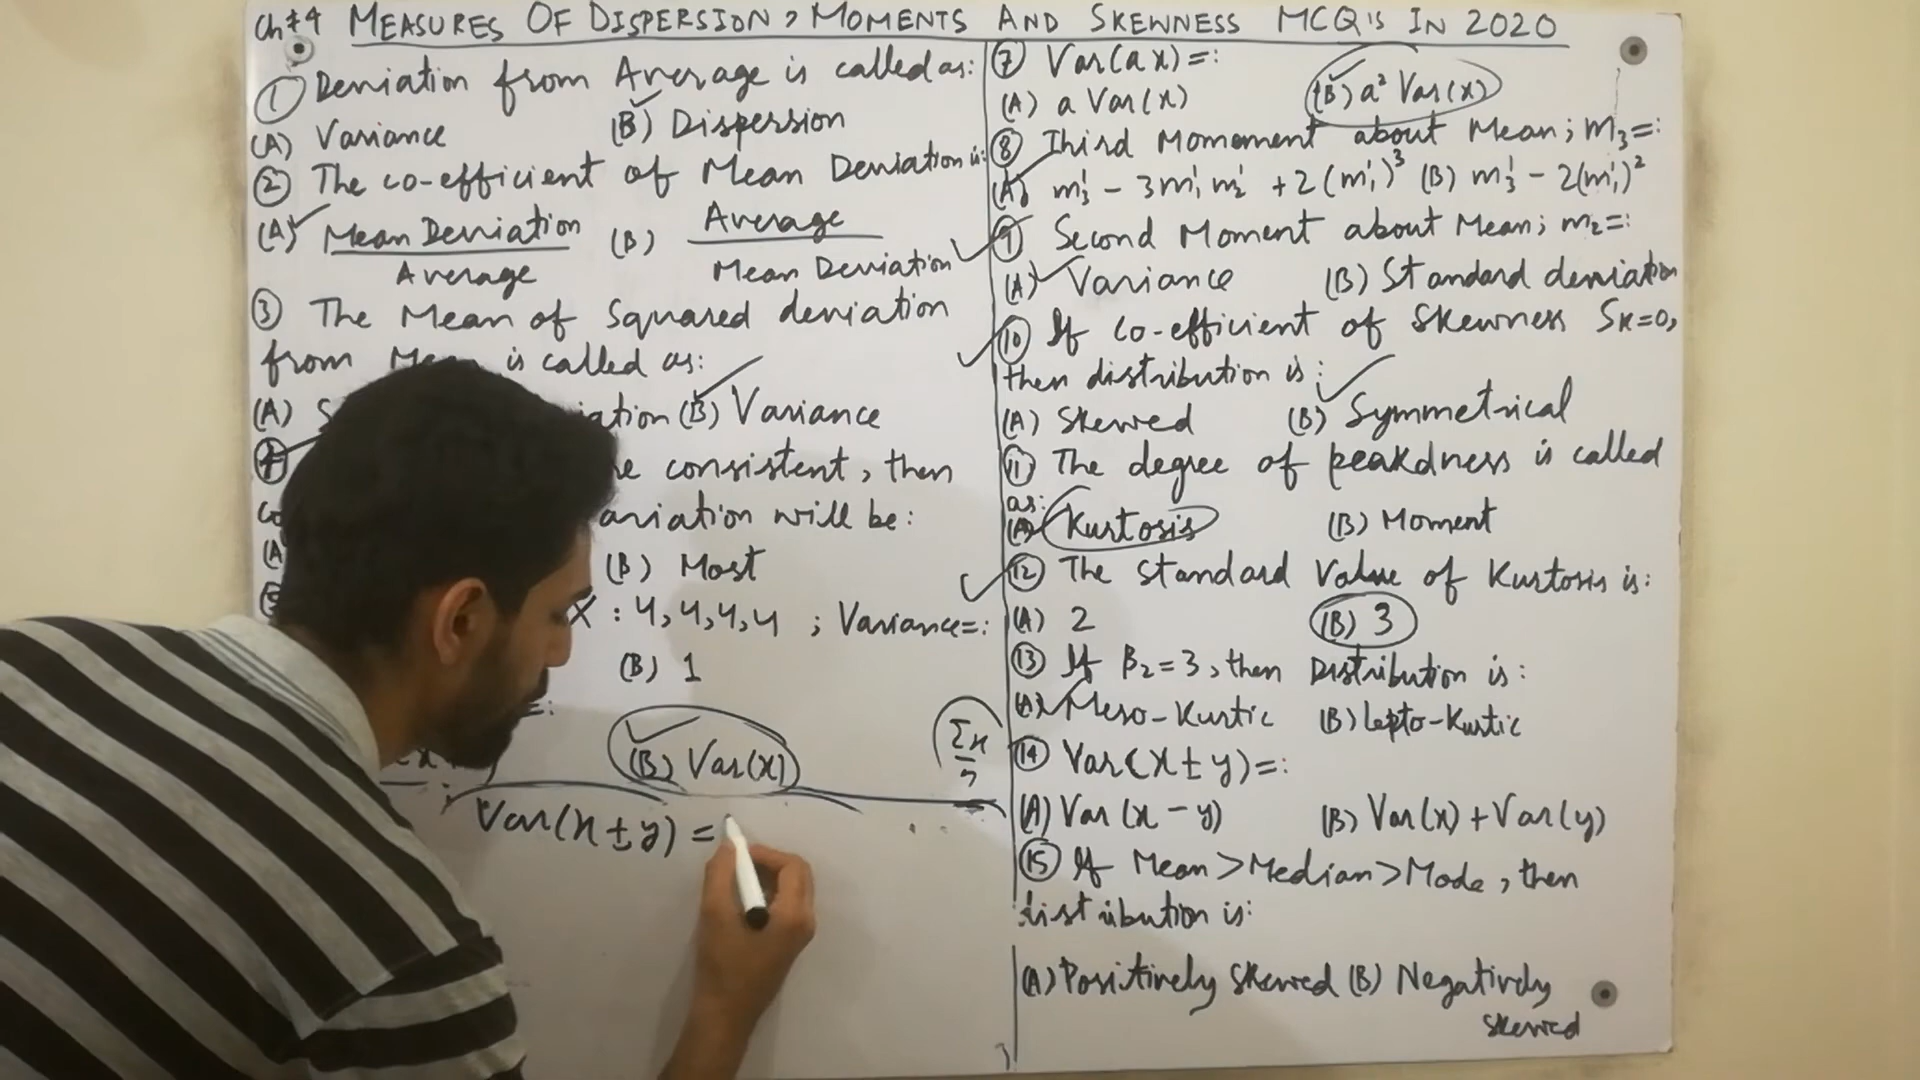 Ch#4 MEASURES OF DISPERSION, MOMENTS AND SKEWNESS MCQ'S IN 2020
① Deviation from Average is called as:
(A) Variance (B) Dispersion
② The co-efficient of Mean Deviation is:
(A) Mean Deviation / Average (B) Average / Mean Deviation
③ The Mean of Squared deviation
from Mean is called as:
(A) (B) Variance
④ consistent, then
will be:
(A (B) Most
X : 4, 4, 4, 4 ; Variance=:
(B) 1
=:
(B) Var(x)
Σx/n
Var(x±y) =
⑦ Var(ax)=:
(A) a Var(x) (B) a² Var(x)
⑧ Third Momoment about Mean; m₃=:
(A) m₃' - 3m₁' m₂' + 2(m₁')³ (B) m₃' - 2(m₁')²
⑨ Second Moment about Mean; m₂=:
(A) Variance (B) Standard deviation
⑩ If co-efficient of Skewness Sk=0,
then distribution is:
(A) Skewed (B) Symmetrical
⑪ The degree of peakdness is called
as:
(A) Kurtosis (B) Moment
⑫ The standard Value of Kurtosis is:
(A) 2 (B) 3
⑬ If β₂=3, then Distribution is:
(A) Meso-Kurtic (B) Lepto-Kurtic
⑭ Var(x±y)=:
(A) Var(x-y) (B) Var(x)+Var(y)
⑮ If Mean>Median>Mode, then
distribution is:
(A) Positively Skewed (B) Negatively
Skewed